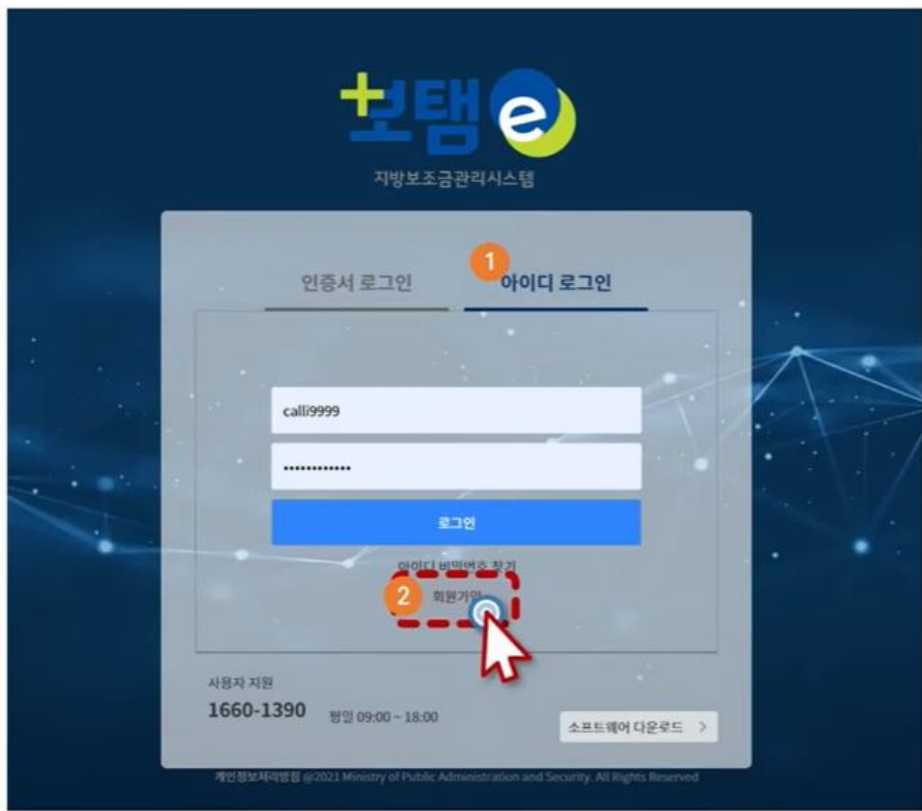 보탬e
지방보조금관리시스템
1
인증서 로그인
아이디 로그인
calli9999
••••••••••••
로그인
아이디 비밀번호 찾기
2
회원가입
사용자 지원
1660-1390 평일 09:00 ~ 18:00
소프트웨어 다운로드 >
개인정보처리방침 @2021 Ministry of Public Administration and Security. All Rights Reserved